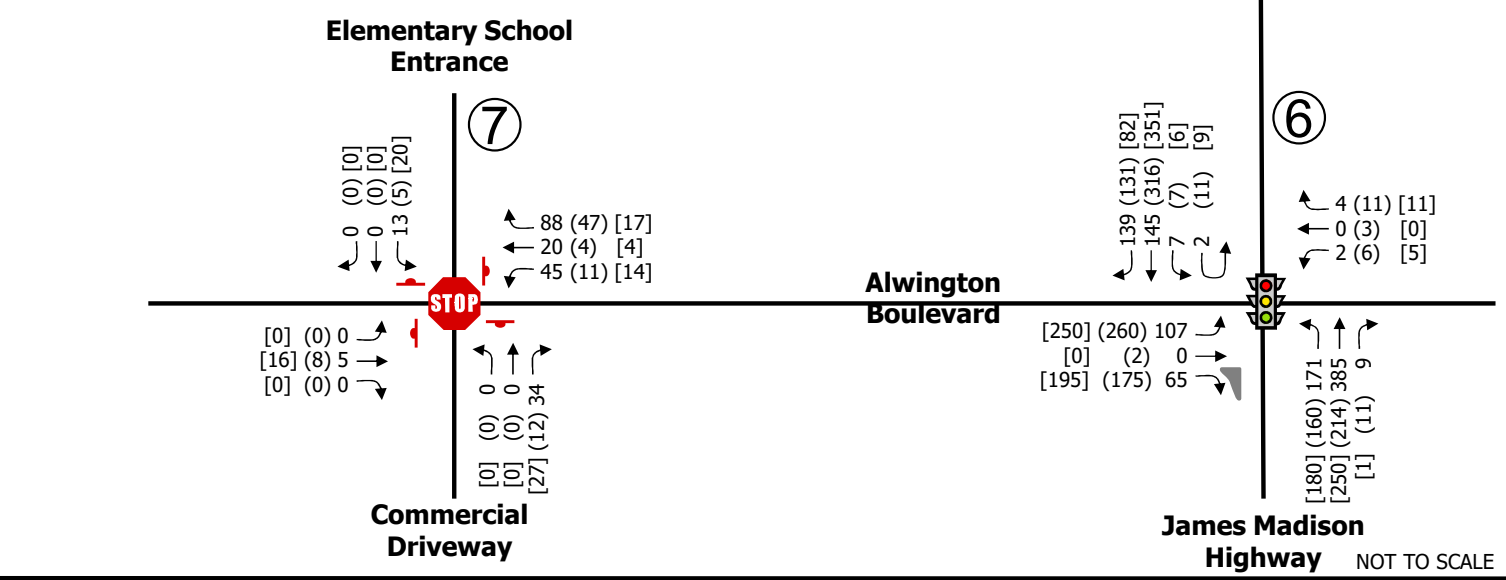 Elementary School
Entrance
7
0 (0) [0]
0 (0) [0]
13 (5) [20]
88 (47) [17]
20 (4) [4]
45 (11) [14]
STOP
[0] (0) 0
[16] (8) 5
[0] (0) 0
[0] (0) 0
[0] (0) 0
[27] (12) 34
Commercial
Driveway
Alwington
Boulevard
6
139 (131) [82]
145 (316) [351]
7 (7) [6]
2 (11) [9]
4 (11) [11]
0 (3) [0]
2 (6) [5]
[250] (260) 107
[0] (2) 0
[195] (175) 65
[180] (160) 171
[250] (214) 385
[1] (11) 9
James Madison
Highway
NOT TO SCALE